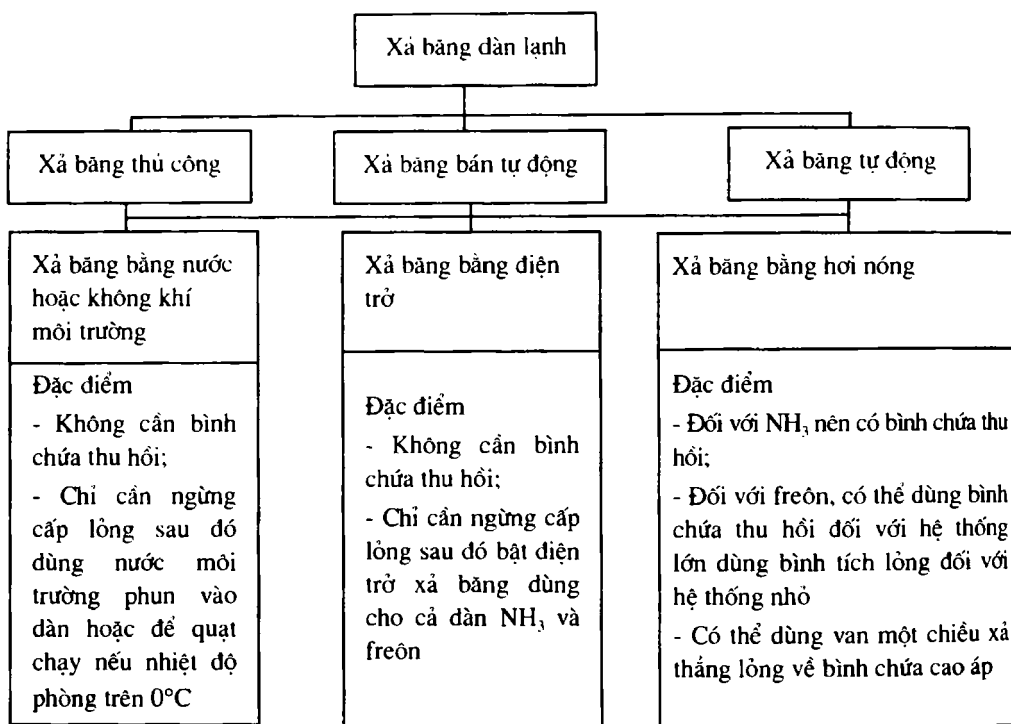 Xả băng dàn lạnh
Xả băng thủ công
Xả băng bán tự động
Xả băng tự động
Xả băng bằng nước
hoặc không khí
môi trường
Đặc điểm
- Không cần bình
chứa thu hồi;
- Chỉ cần ngừng
cấp lỏng sau đó
dùng nước môi
trường phun vào
dàn hoặc để quạt
chạy nếu nhiệt độ
phòng trên 0°C
Xả băng bằng điện
trở
Đặc điểm
- Không cần bình
chứa thu hồi;
- Chỉ cần ngừng cấp
lỏng sau đó bật điện
trở xả băng dùng
cho cả dàn NH₃ và
freôn
Xả băng bằng hơi nóng
Đặc điểm
- Đối với NH₃ nên có bình chứa thu
hồi;
- Đối với freôn, có thể dùng bình
chứa thu hồi đối với hệ thống
lớn dùng bình tích lỏng đối với
hệ thống nhỏ
- Có thể dùng van một chiều xả
thẳng lỏng về bình chứa cao áp